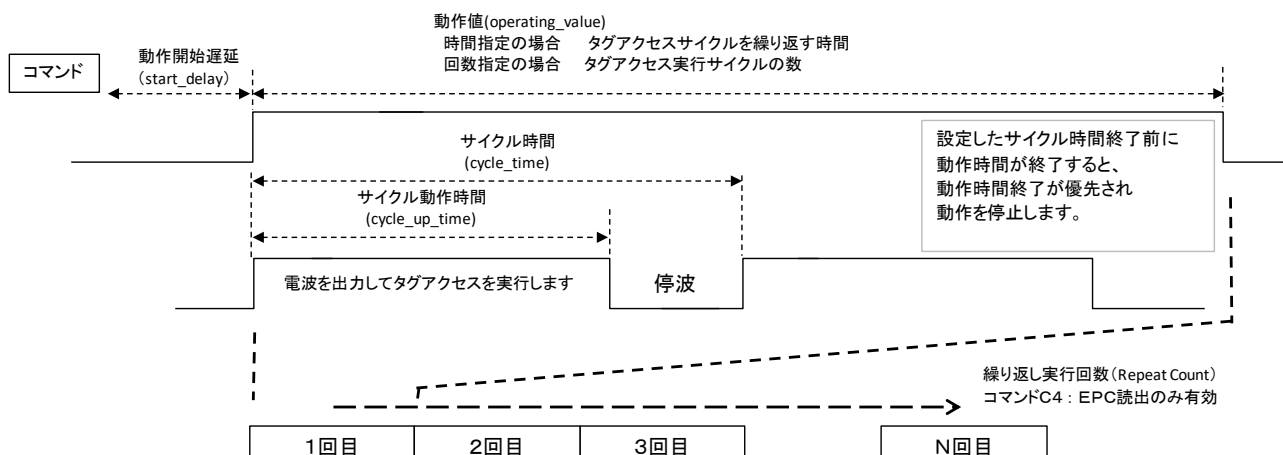 動作値(operating_value)
時間指定の場合 タグアクセスサイクルを繰り返す時間
回数指定の場合 タグアクセス実行サイクルの数
コマンド
動作開始遅延
(start_delay)
サイクル時間
(cycle_time)
サイクル動作時間
(cycle_up_time)
設定したサイクル時間終了前に
動作時間が終了すると、
動作時間終了が優先され
動作を停止します。
電波を出力してタグアクセスを実行します
停波
繰り返し実行回数(Repeat Count)
コマンドC4：EPC読出のみ有効
1回目
2回目
3回目
N回目